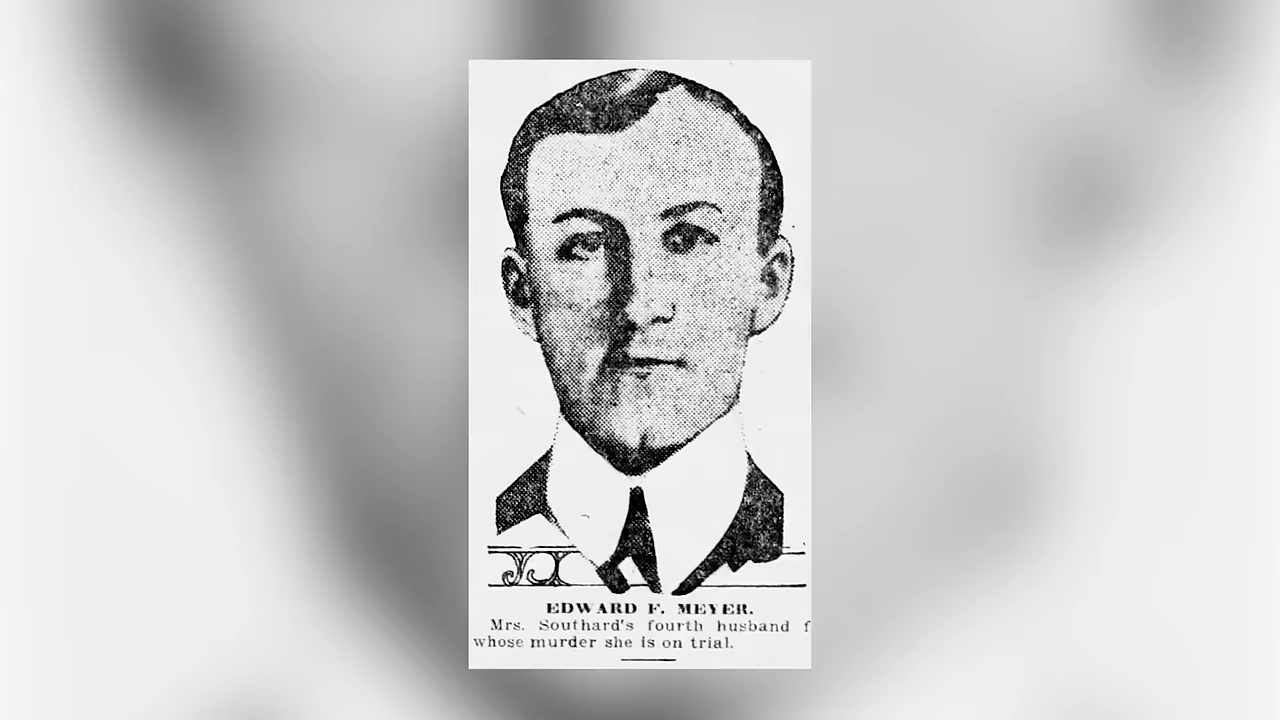 EDWARD F. MEYER.
Mrs. Southard's fourth husband f
whose murder she is on trial.